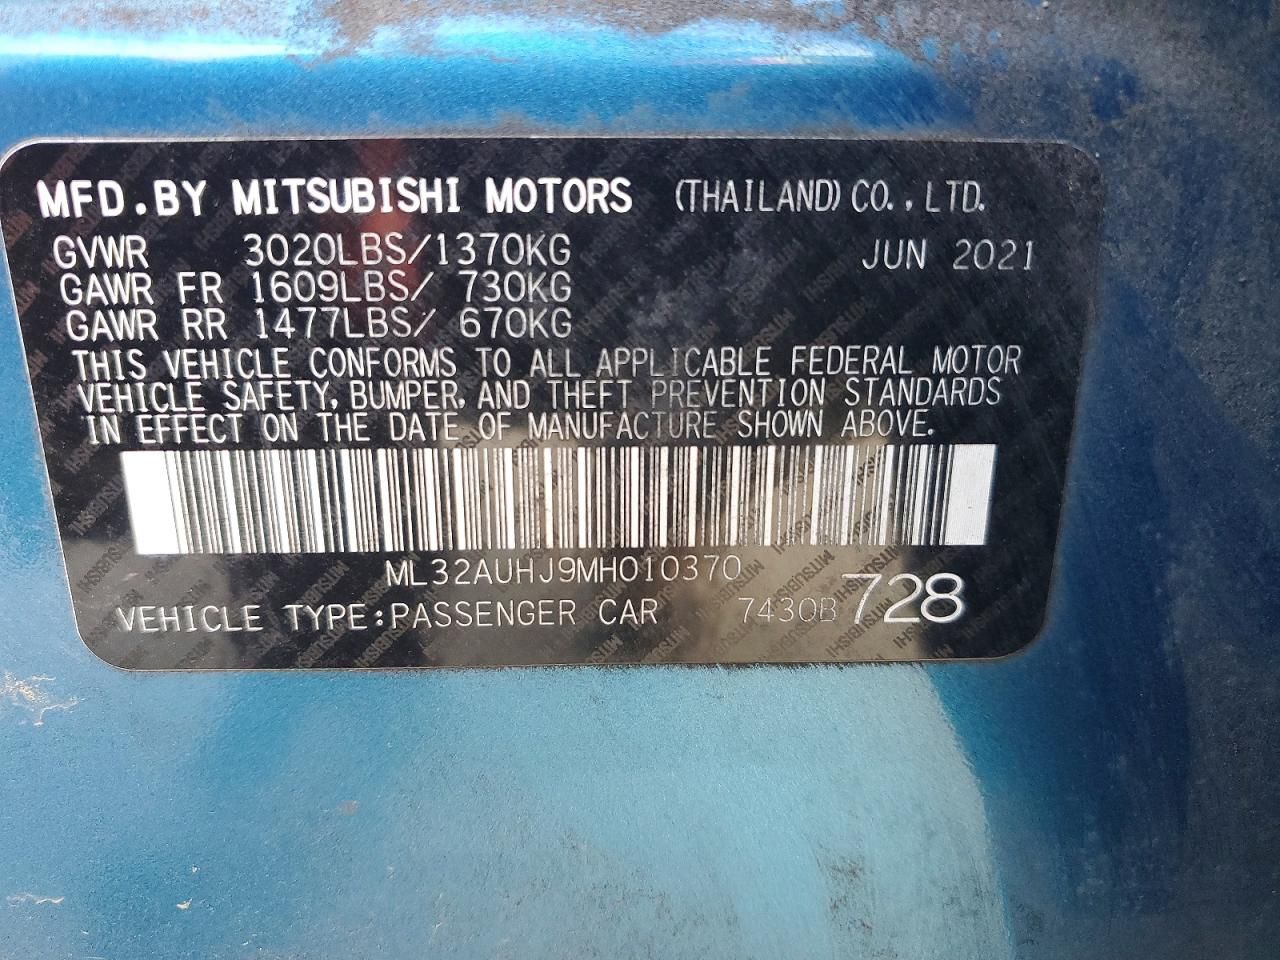 MFD.BY MITSUBISHI MOTORS (THAILAND) CO., LTD.
GVWR 3020LBS/1370KG JUN 2021
GAWR FR 1609LBS/ 730KG
GAWR RR 1477LBS/ 670KG
THIS VEHICLE CONFORMS TO ALL APPLICABLE FEDERAL MOTOR
VEHICLE SAFETY, BUMPER, AND THEFT PREVENTION STANDARDS
IN EFFECT ON THE DATE OF MANUFACTURE SHOWN ABOVE.
ML32AUHJ9MH010370
VEHICLE TYPE:PASSENGER CAR 7430B 728